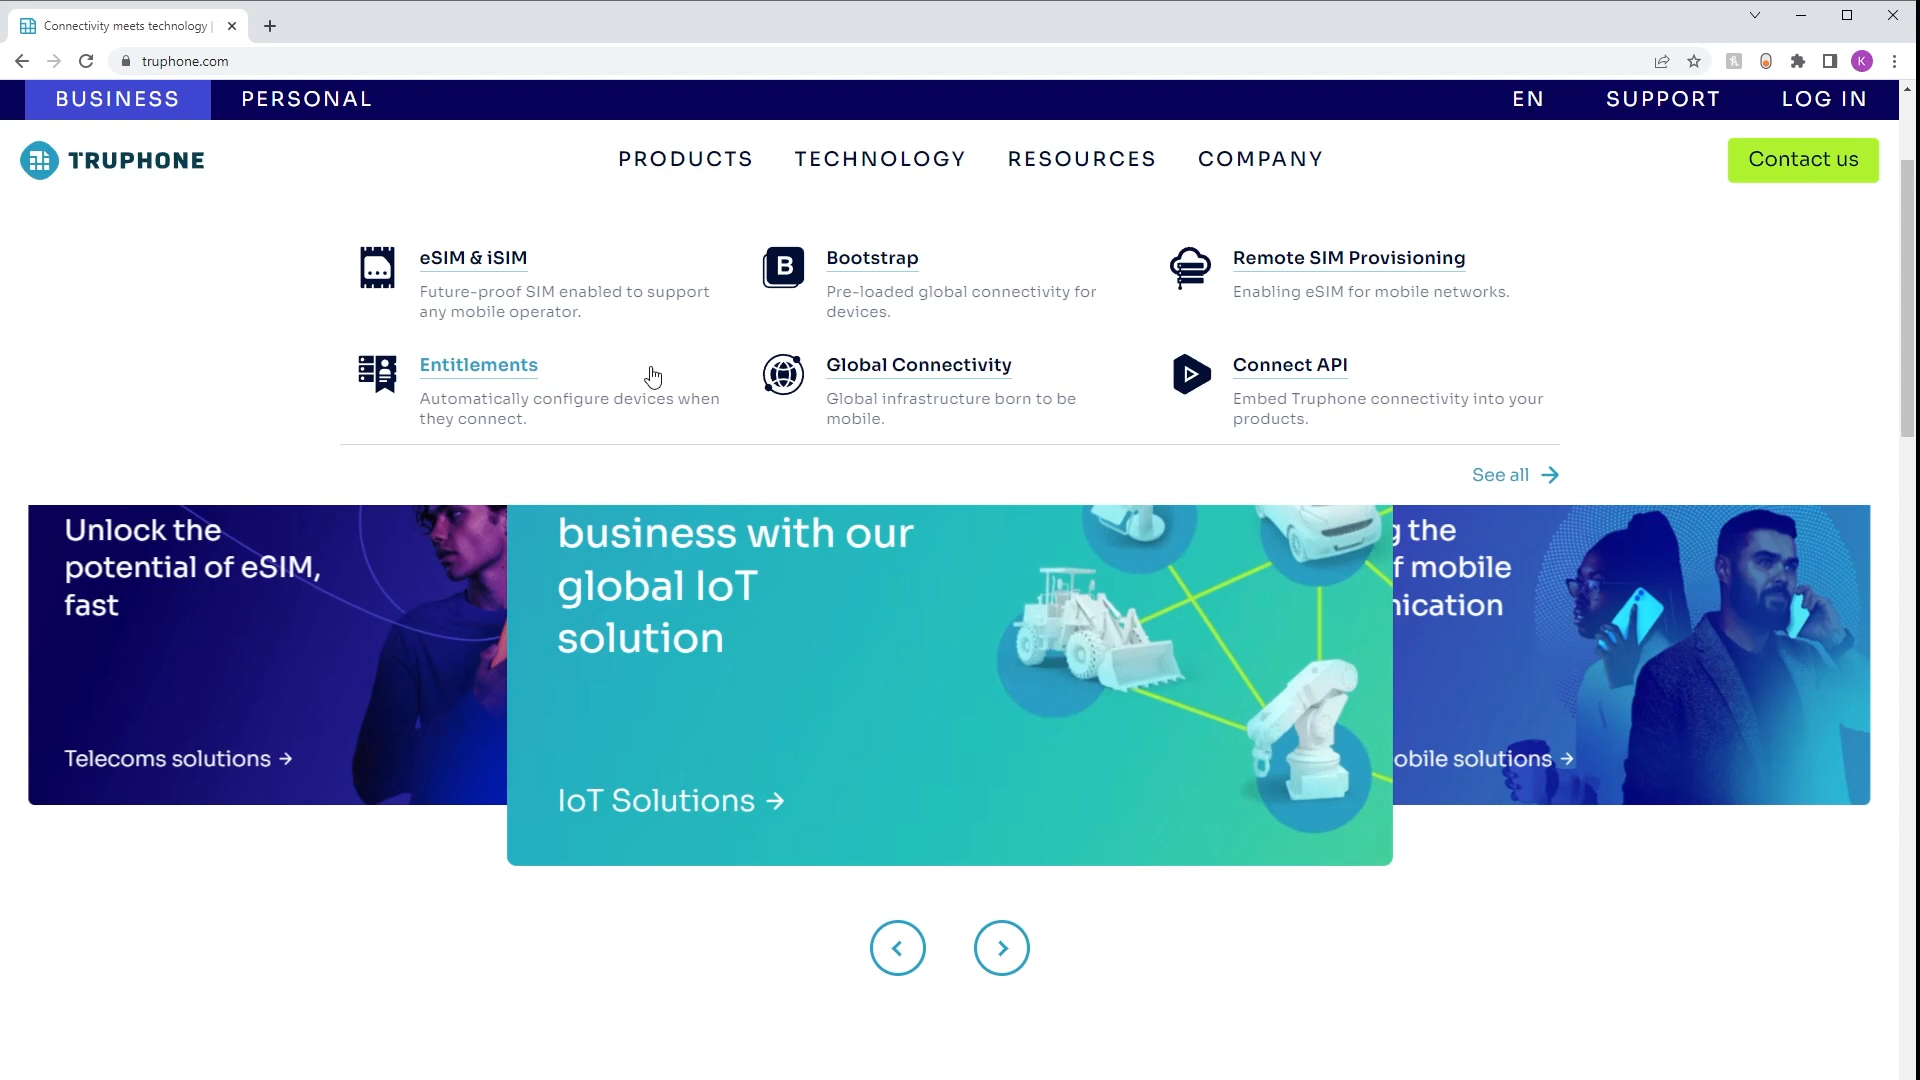 Connectivity meets technology |
truphone.com
K
BUSINESS
PERSONAL
EN
SUPPORT
LOG IN
TRUPHONE
PRODUCTS
TECHNOLOGY
RESOURCES
COMPANY
Contact us
eSIM & iSIM
Future-proof SIM enabled to support
any mobile operator.
B
Bootstrap
Pre-loaded global connectivity for
devices.
Remote SIM Provisioning
Enabling eSIM for mobile networks.
Entitlements
Automatically configure devices when
they connect.
Global Connectivity
Global infrastructure born to be
mobile.
Connect API
Embed Truphone connectivity into your
products.
See all
Unlock the
potential of eSIM,
fast
Telecoms solutions
business with our
global IoT
solution
IoT Solutions
g the
f mobile
nication
obile solutions